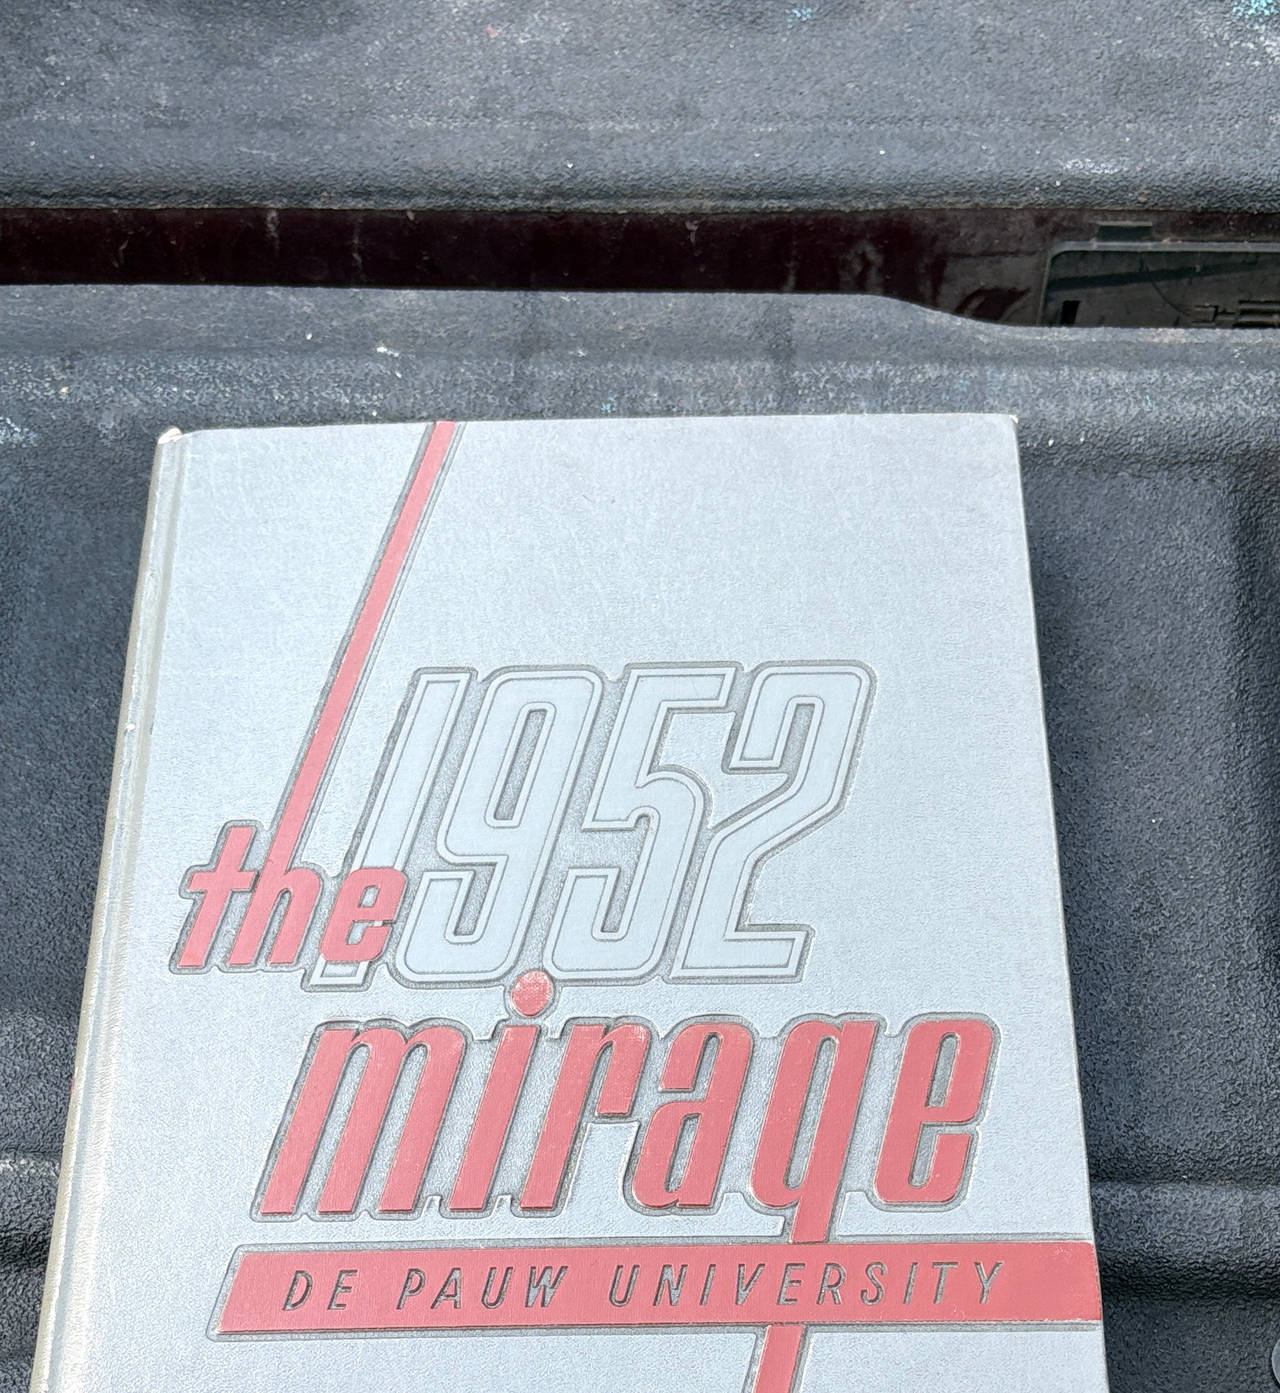 the 1952
mirage
DE PAUW UNIVERSITY